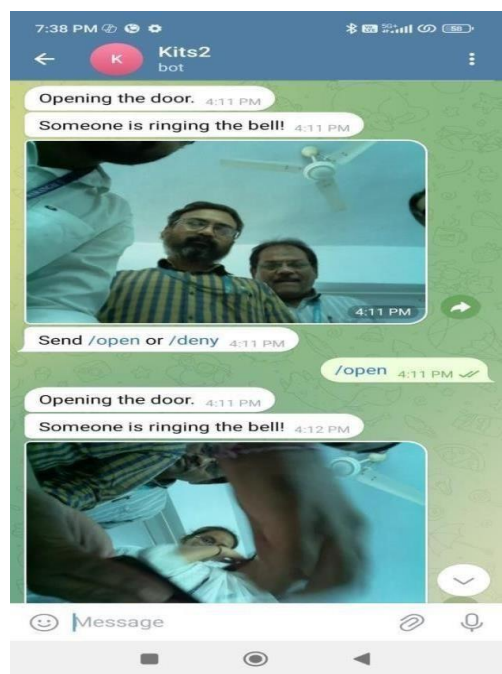 7:38 PM
50
K
Kits2
bot
Opening the door. 4:11 PM
Someone is ringing the bell! 4:11 PM
4:11 PM
Send /open or /deny 4:11 PM
/open 4:11 PM
Opening the door. 4:11 PM
Someone is ringing the bell! 4:12 PM
Message